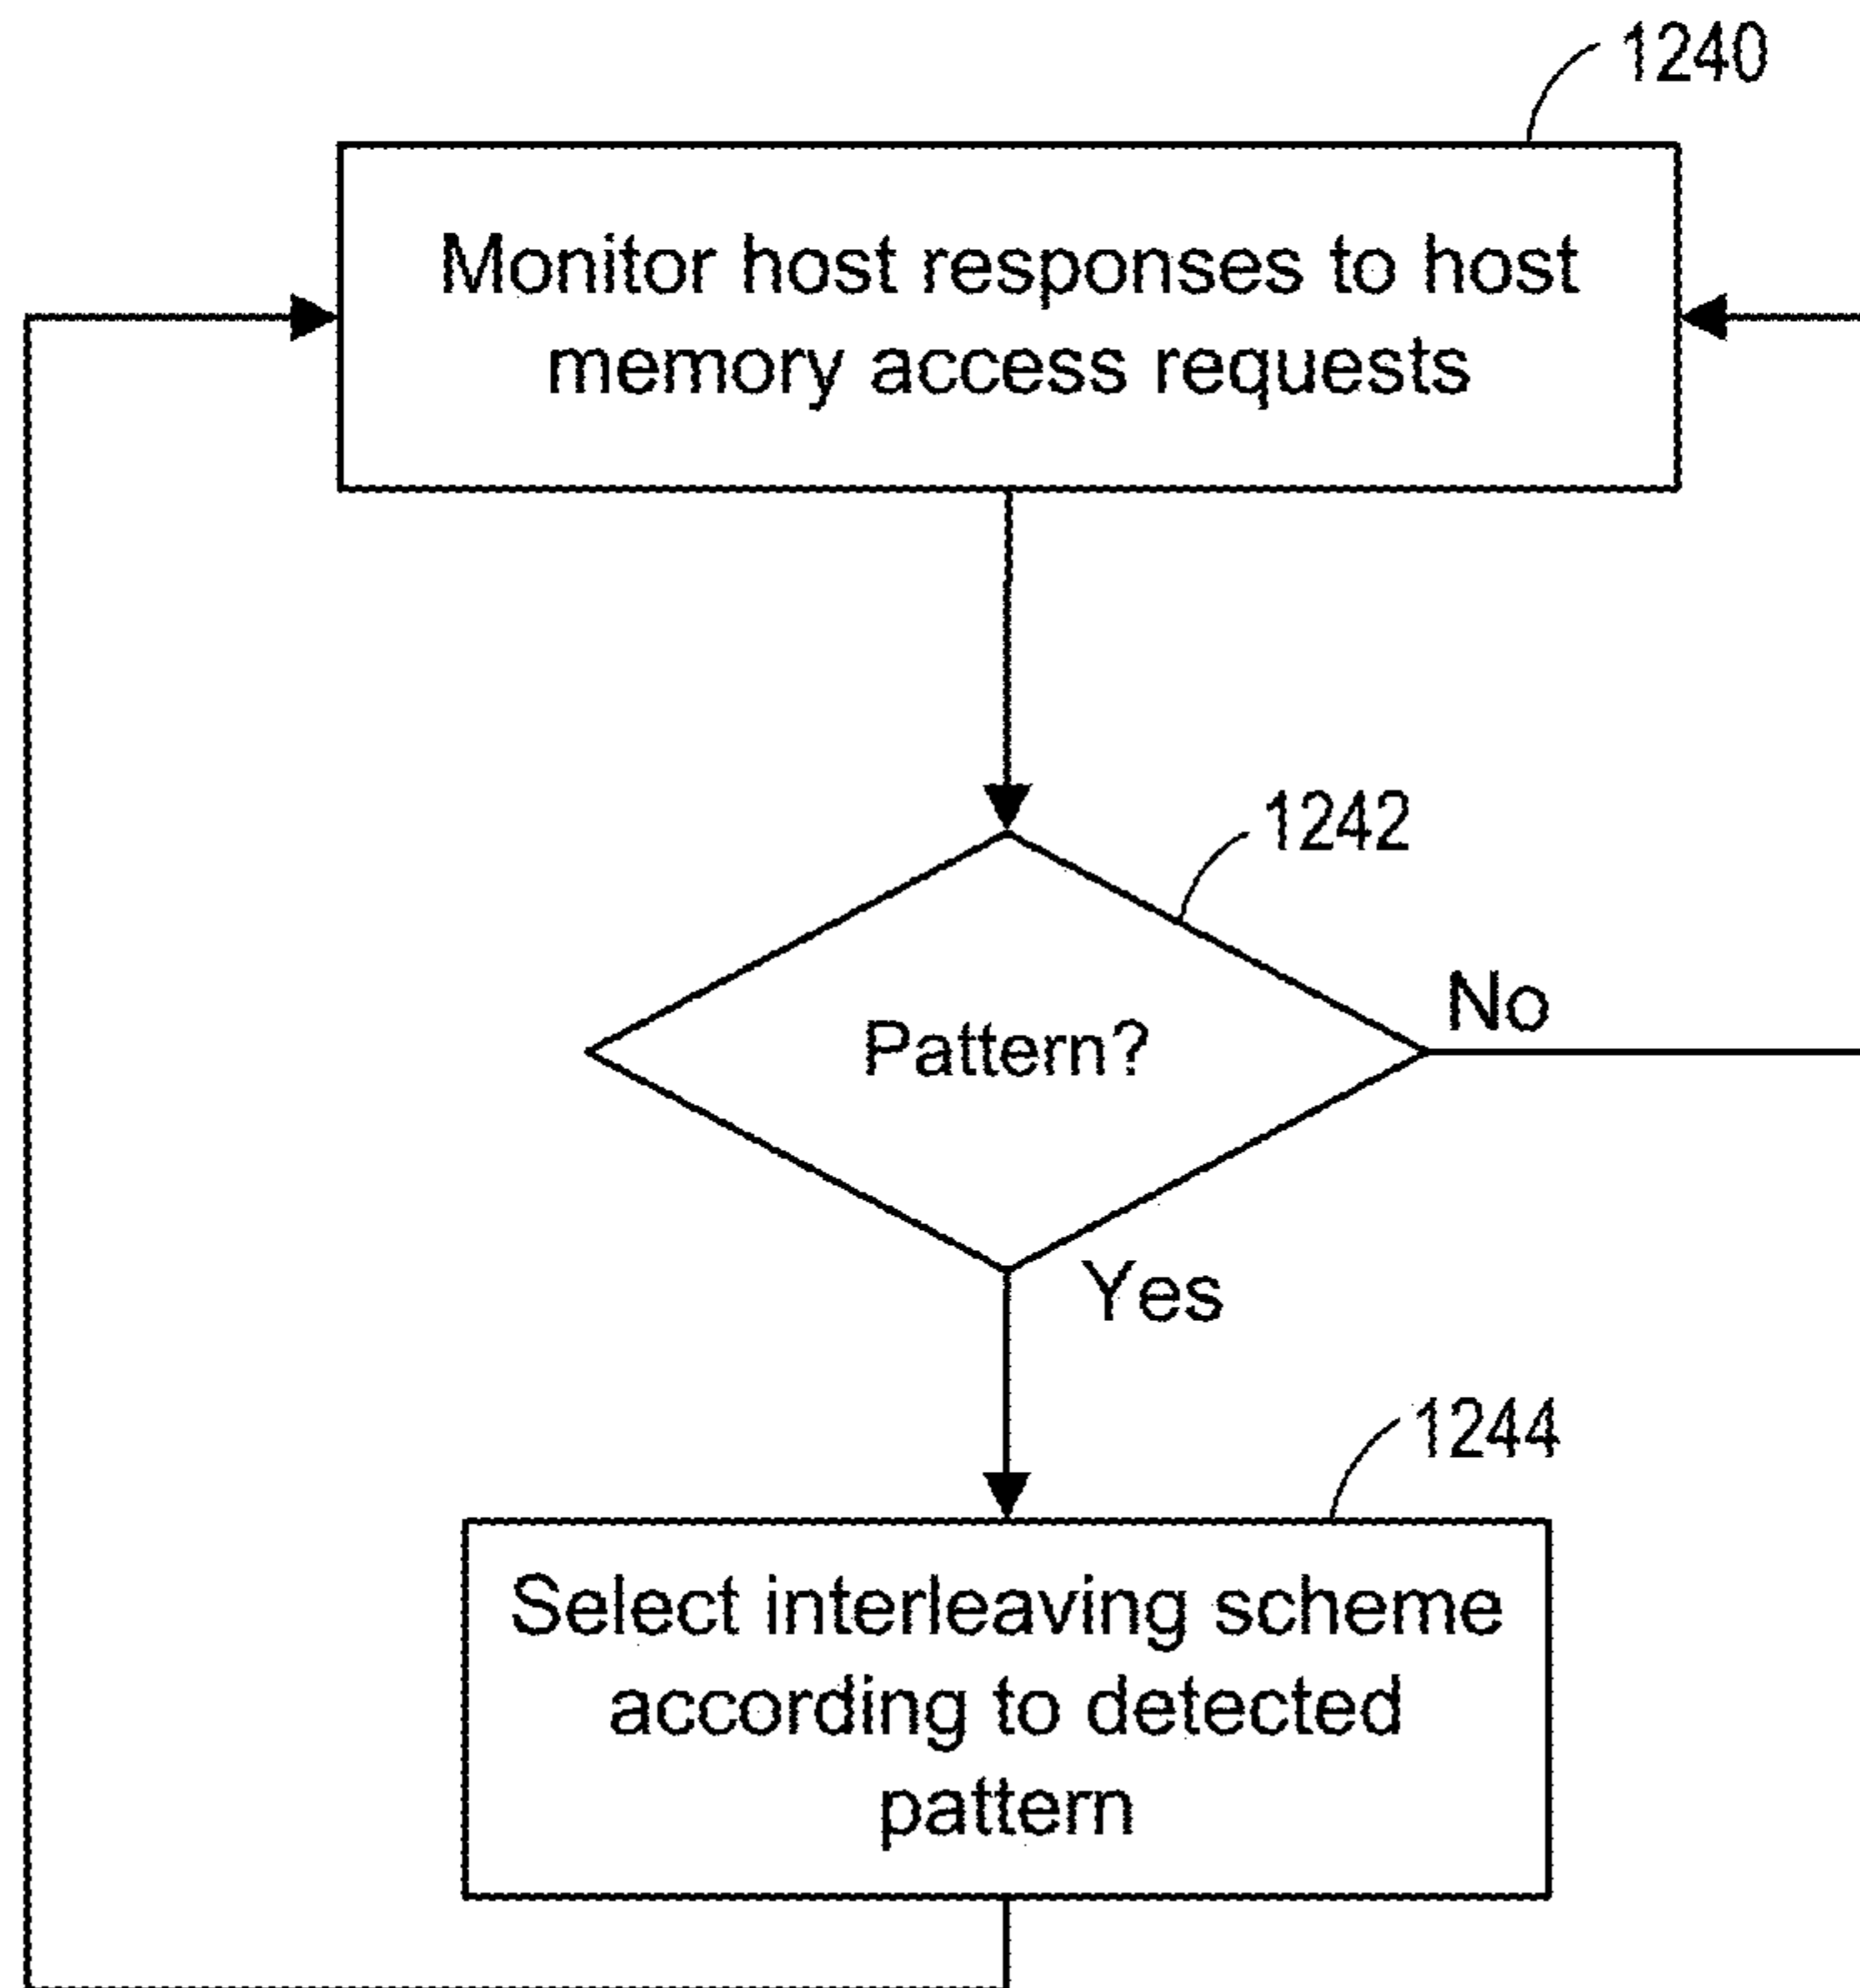 1240
Monitor host responses to host
memory access requests
1242
Pattern?
No
Yes
1244
Select interleaving scheme
according to detected
pattern